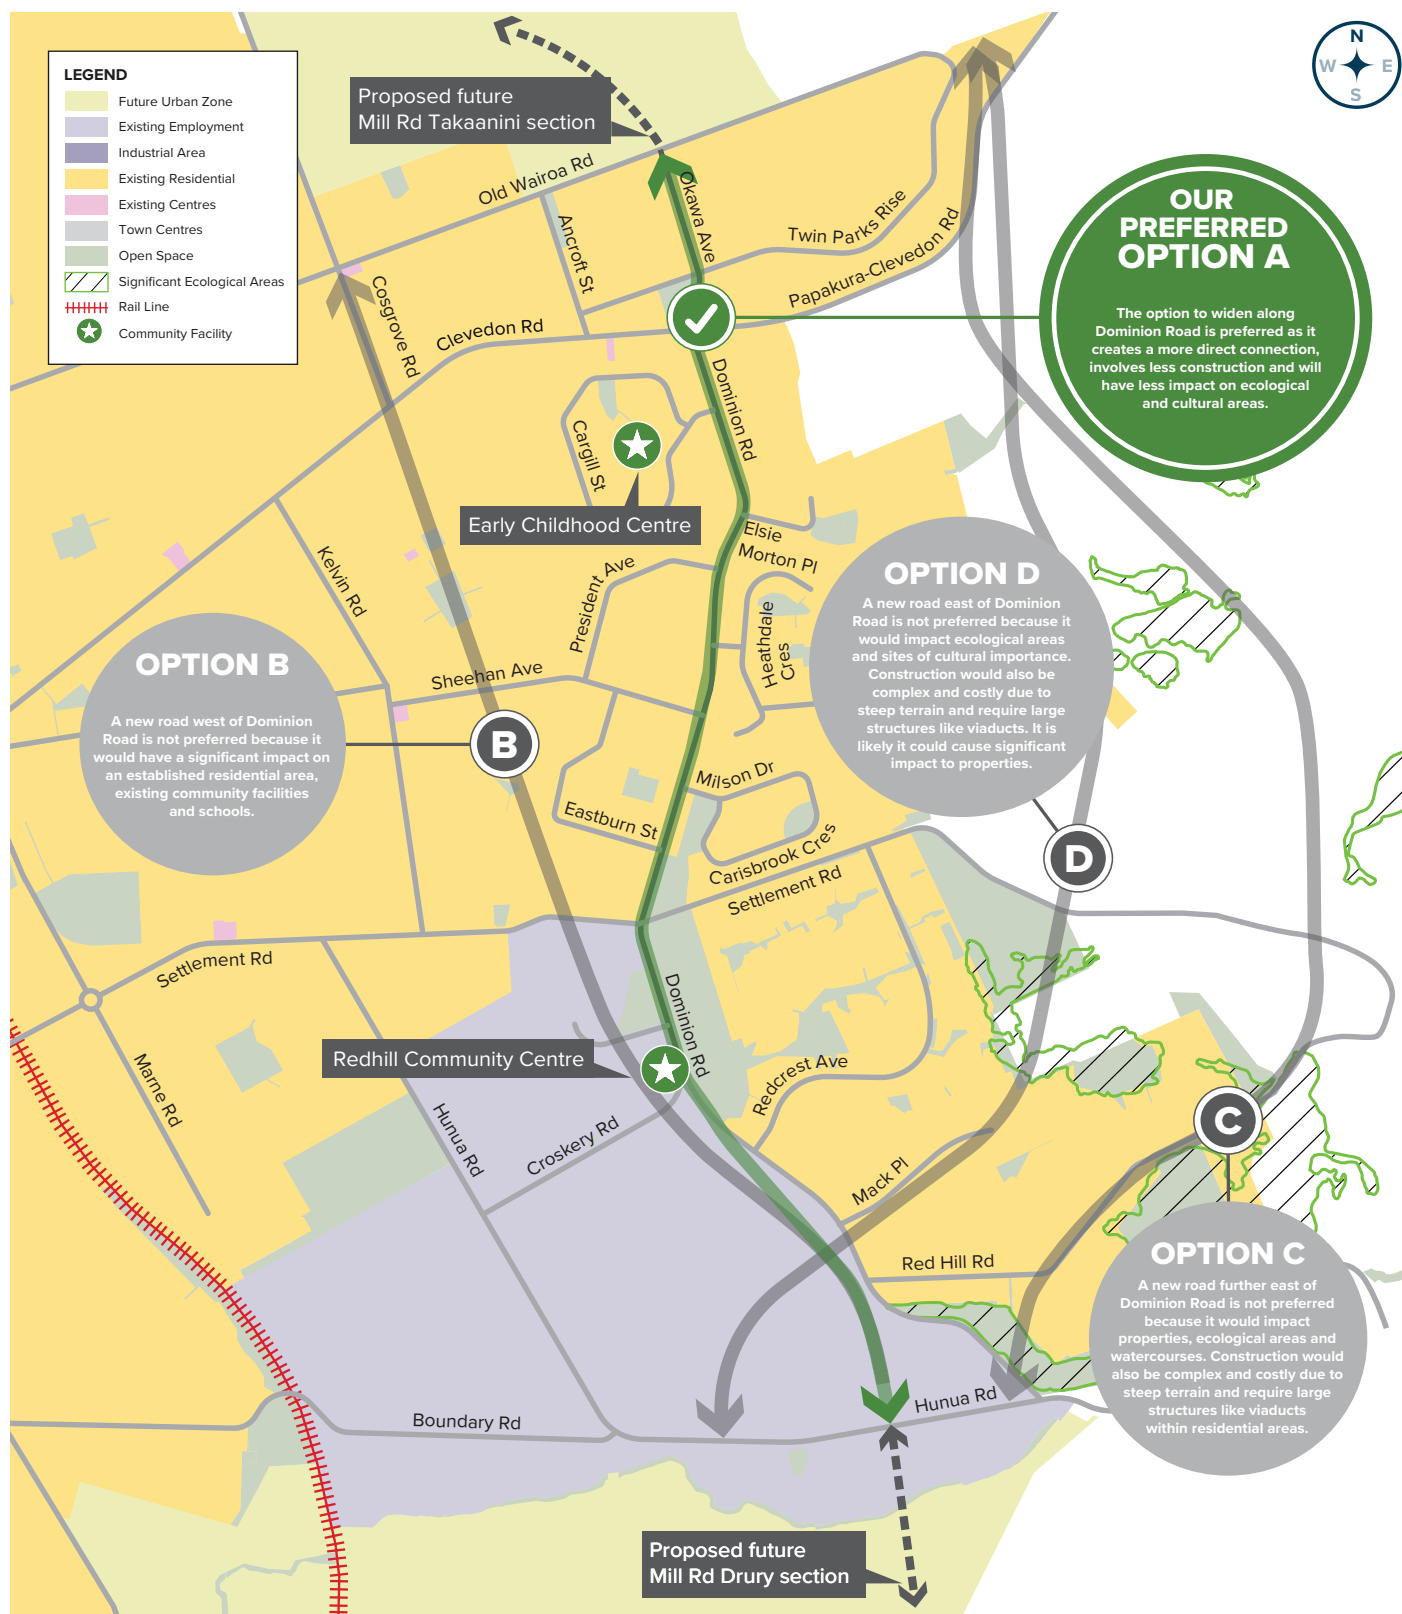 LEGEND
Future Urban Zone
Existing Employment
Industrial Area
Existing Residential
Existing Centres
Town Centres
Open Space
Significant Ecological Areas
Rail Line
Community Facility
N
W
E
S
Proposed future
Mill Rd Takaanini section
Old Wairoa Rd
Okawa Ave
Ancroft St
Twin Parks Rise
Papakura-Clevedon Rd
Cosgrove Rd
Clevedon Rd
OUR
PREFERRED
OPTION A
The option to widen along
Dominion Road is preferred as it
creates a more direct connection,
involves less construction and will
have less impact on ecological
and cultural areas.
Dominion Rd
Cargill St
Early Childhood Centre
Elsie
Morton Pl
Kelvin Rd
President Ave
Heathdale
Cres
Sheehan Ave
OPTION D
A new road east of Dominion
Road is not preferred because it
would impact ecological areas
and sites of cultural importance.
Construction would also be
complex and costly due to
steep terrain and require large
structures like viaducts. It is
likely it could cause significant
impact to properties.
OPTION B
A new road west of Dominion
Road is not preferred because it
would have a significant impact on
an established residential area,
existing community facilities
and schools.
B
Milson Dr
Eastburn St
Carisbrook Cres
Settlement Rd
D
Settlement Rd
Dominion Rd
Redhill Community Centre
Marne Rd
Redcrest Ave
Hunua Rd
Croskery Rd
Mack Pl
C
Red Hill Rd
OPTION C
A new road further east of
Dominion Road is not preferred
because it would impact
properties, ecological areas and
watercourses. Construction would
also be complex and costly due to
steep terrain and require large
structures like viaducts
within residential areas.
Hunua Rd
Boundary Rd
Proposed future
Mill Rd Drury section